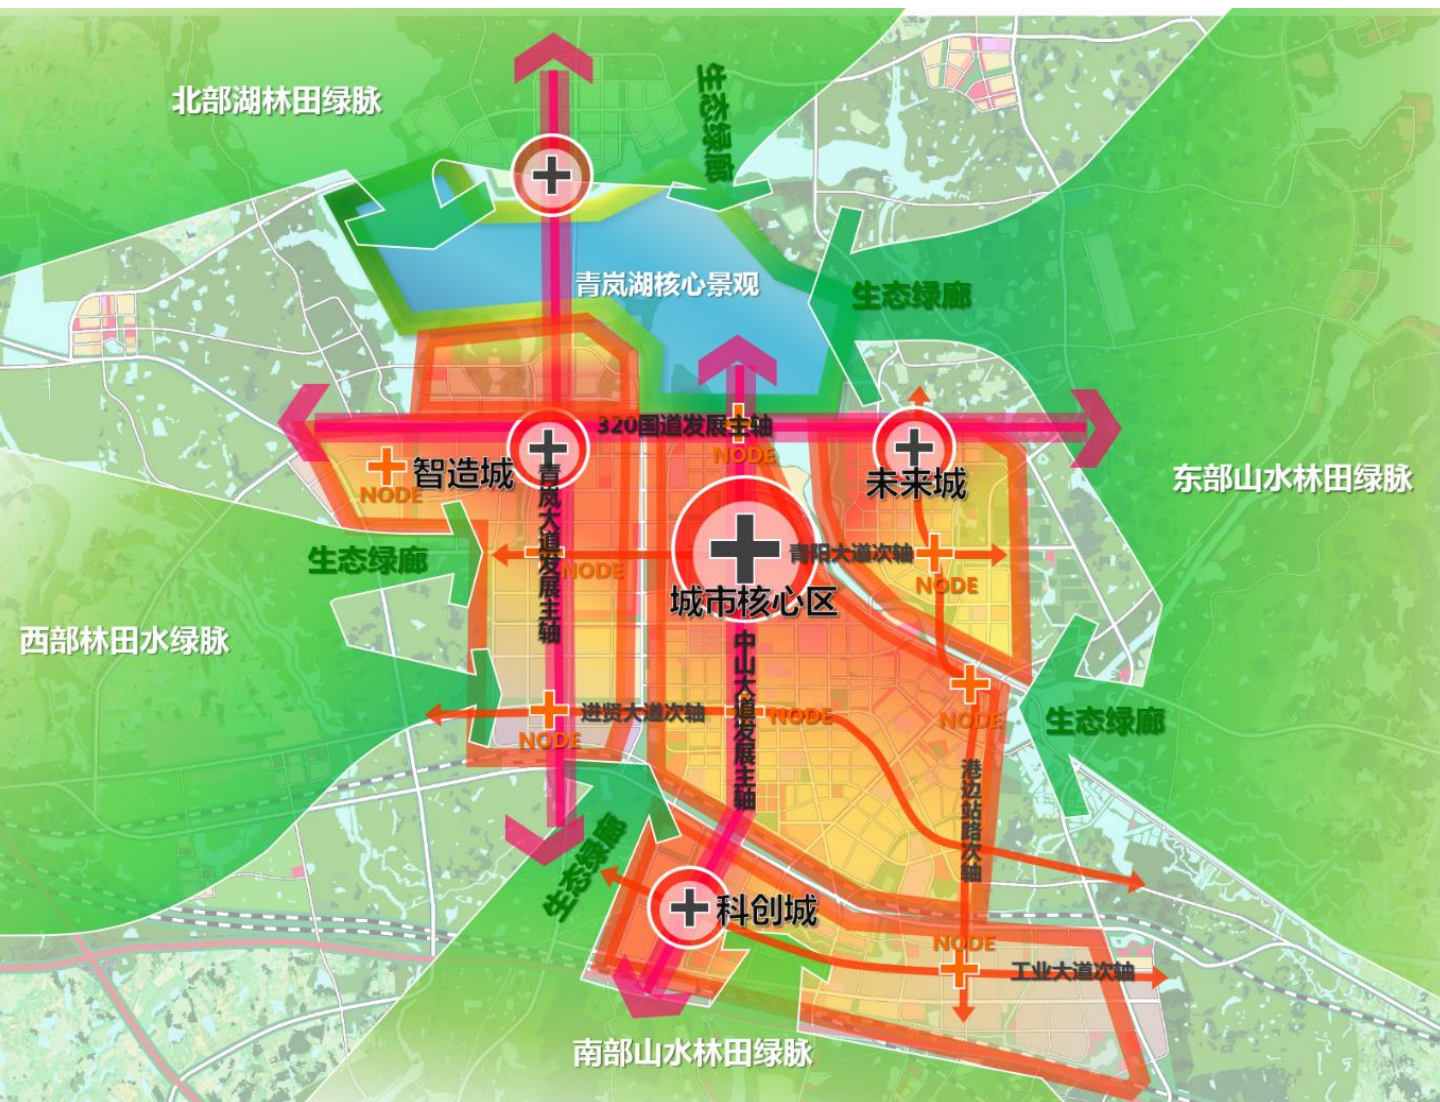 北部湖林田绿脉
生态绿廊
青岚湖核心景观
生态绿廊
320国道发展主轴
NODE
智造城
NODE
未来城
东部山水林田绿脉
青岚大道发展主轴
生态绿廊
NODE
青阳大道次轴
NODE
城市核心区
西部林田水绿脉
中山大道发展主轴
进贤大道次轴
NODE
NODE
NODE
生态绿廊
港边站路次轴
生态绿廊
科创城
NODE
工业大道次轴
南部山水林田绿脉